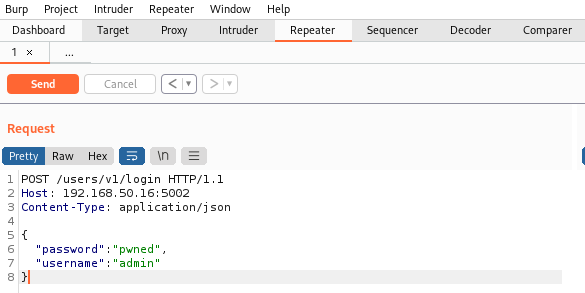 Burp Project Intruder Repeater Window Help
Dashboard Target Proxy Intruder Repeater Sequencer Decoder Comparer
1 × ...
Send Cancel < ▾ > ▾
Request
Pretty Raw Hex \n
1 POST /users/v1/login HTTP/1.1
2 Host: 192.168.50.16:5002
3 Content-Type: application/json
4
5 {
6 "password":"pwned",
7 "username":"admin"
8 }